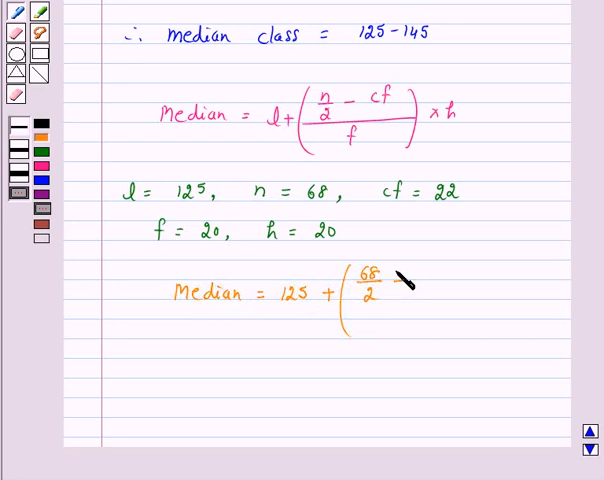 ∴ median class = 125 - 145
Median = l + ( (n/2 - cf) / f ) × h
l = 125, n = 68, cf = 22
f = 20, h = 20
Median = 125 + ( 68/2 -